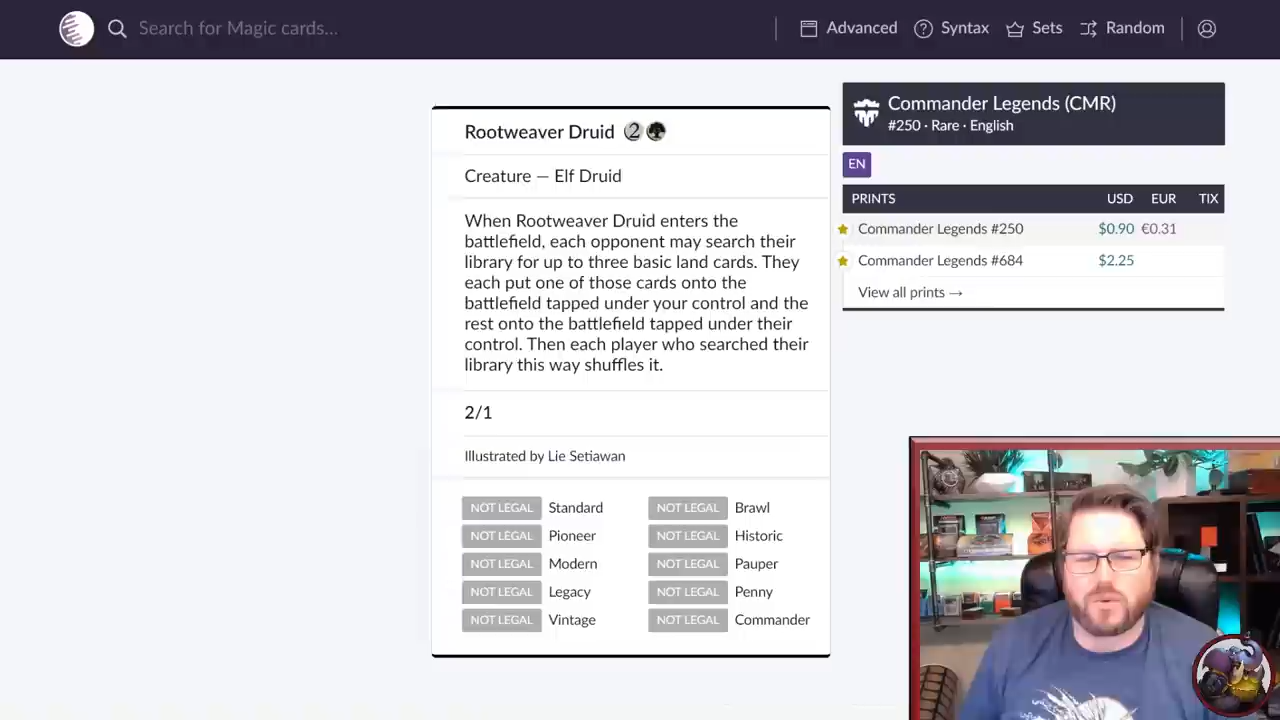 Search for Magic cards...
Advanced
Syntax
Sets
Random
Rootweaver Druid 2
Creature — Elf Druid
When Rootweaver Druid enters the
battlefield, each opponent may search their
library for up to three basic land cards. They
each put one of those cards onto the
battlefield tapped under your control and the
rest onto the battlefield tapped under their
control. Then each player who searched their
library this way shuffles it.
2/1
Illustrated by Lie Setiawan
NOT LEGAL Standard NOT LEGAL Brawl
NOT LEGAL Pioneer NOT LEGAL Historic
NOT LEGAL Modern NOT LEGAL Pauper
NOT LEGAL Legacy NOT LEGAL Penny
NOT LEGAL Vintage NOT LEGAL Commander
Commander Legends (CMR)
#250 · Rare · English
EN
PRINTS USD EUR TIX
Commander Legends #250 $0.90 €0.31
Commander Legends #684 $2.25
View all prints →